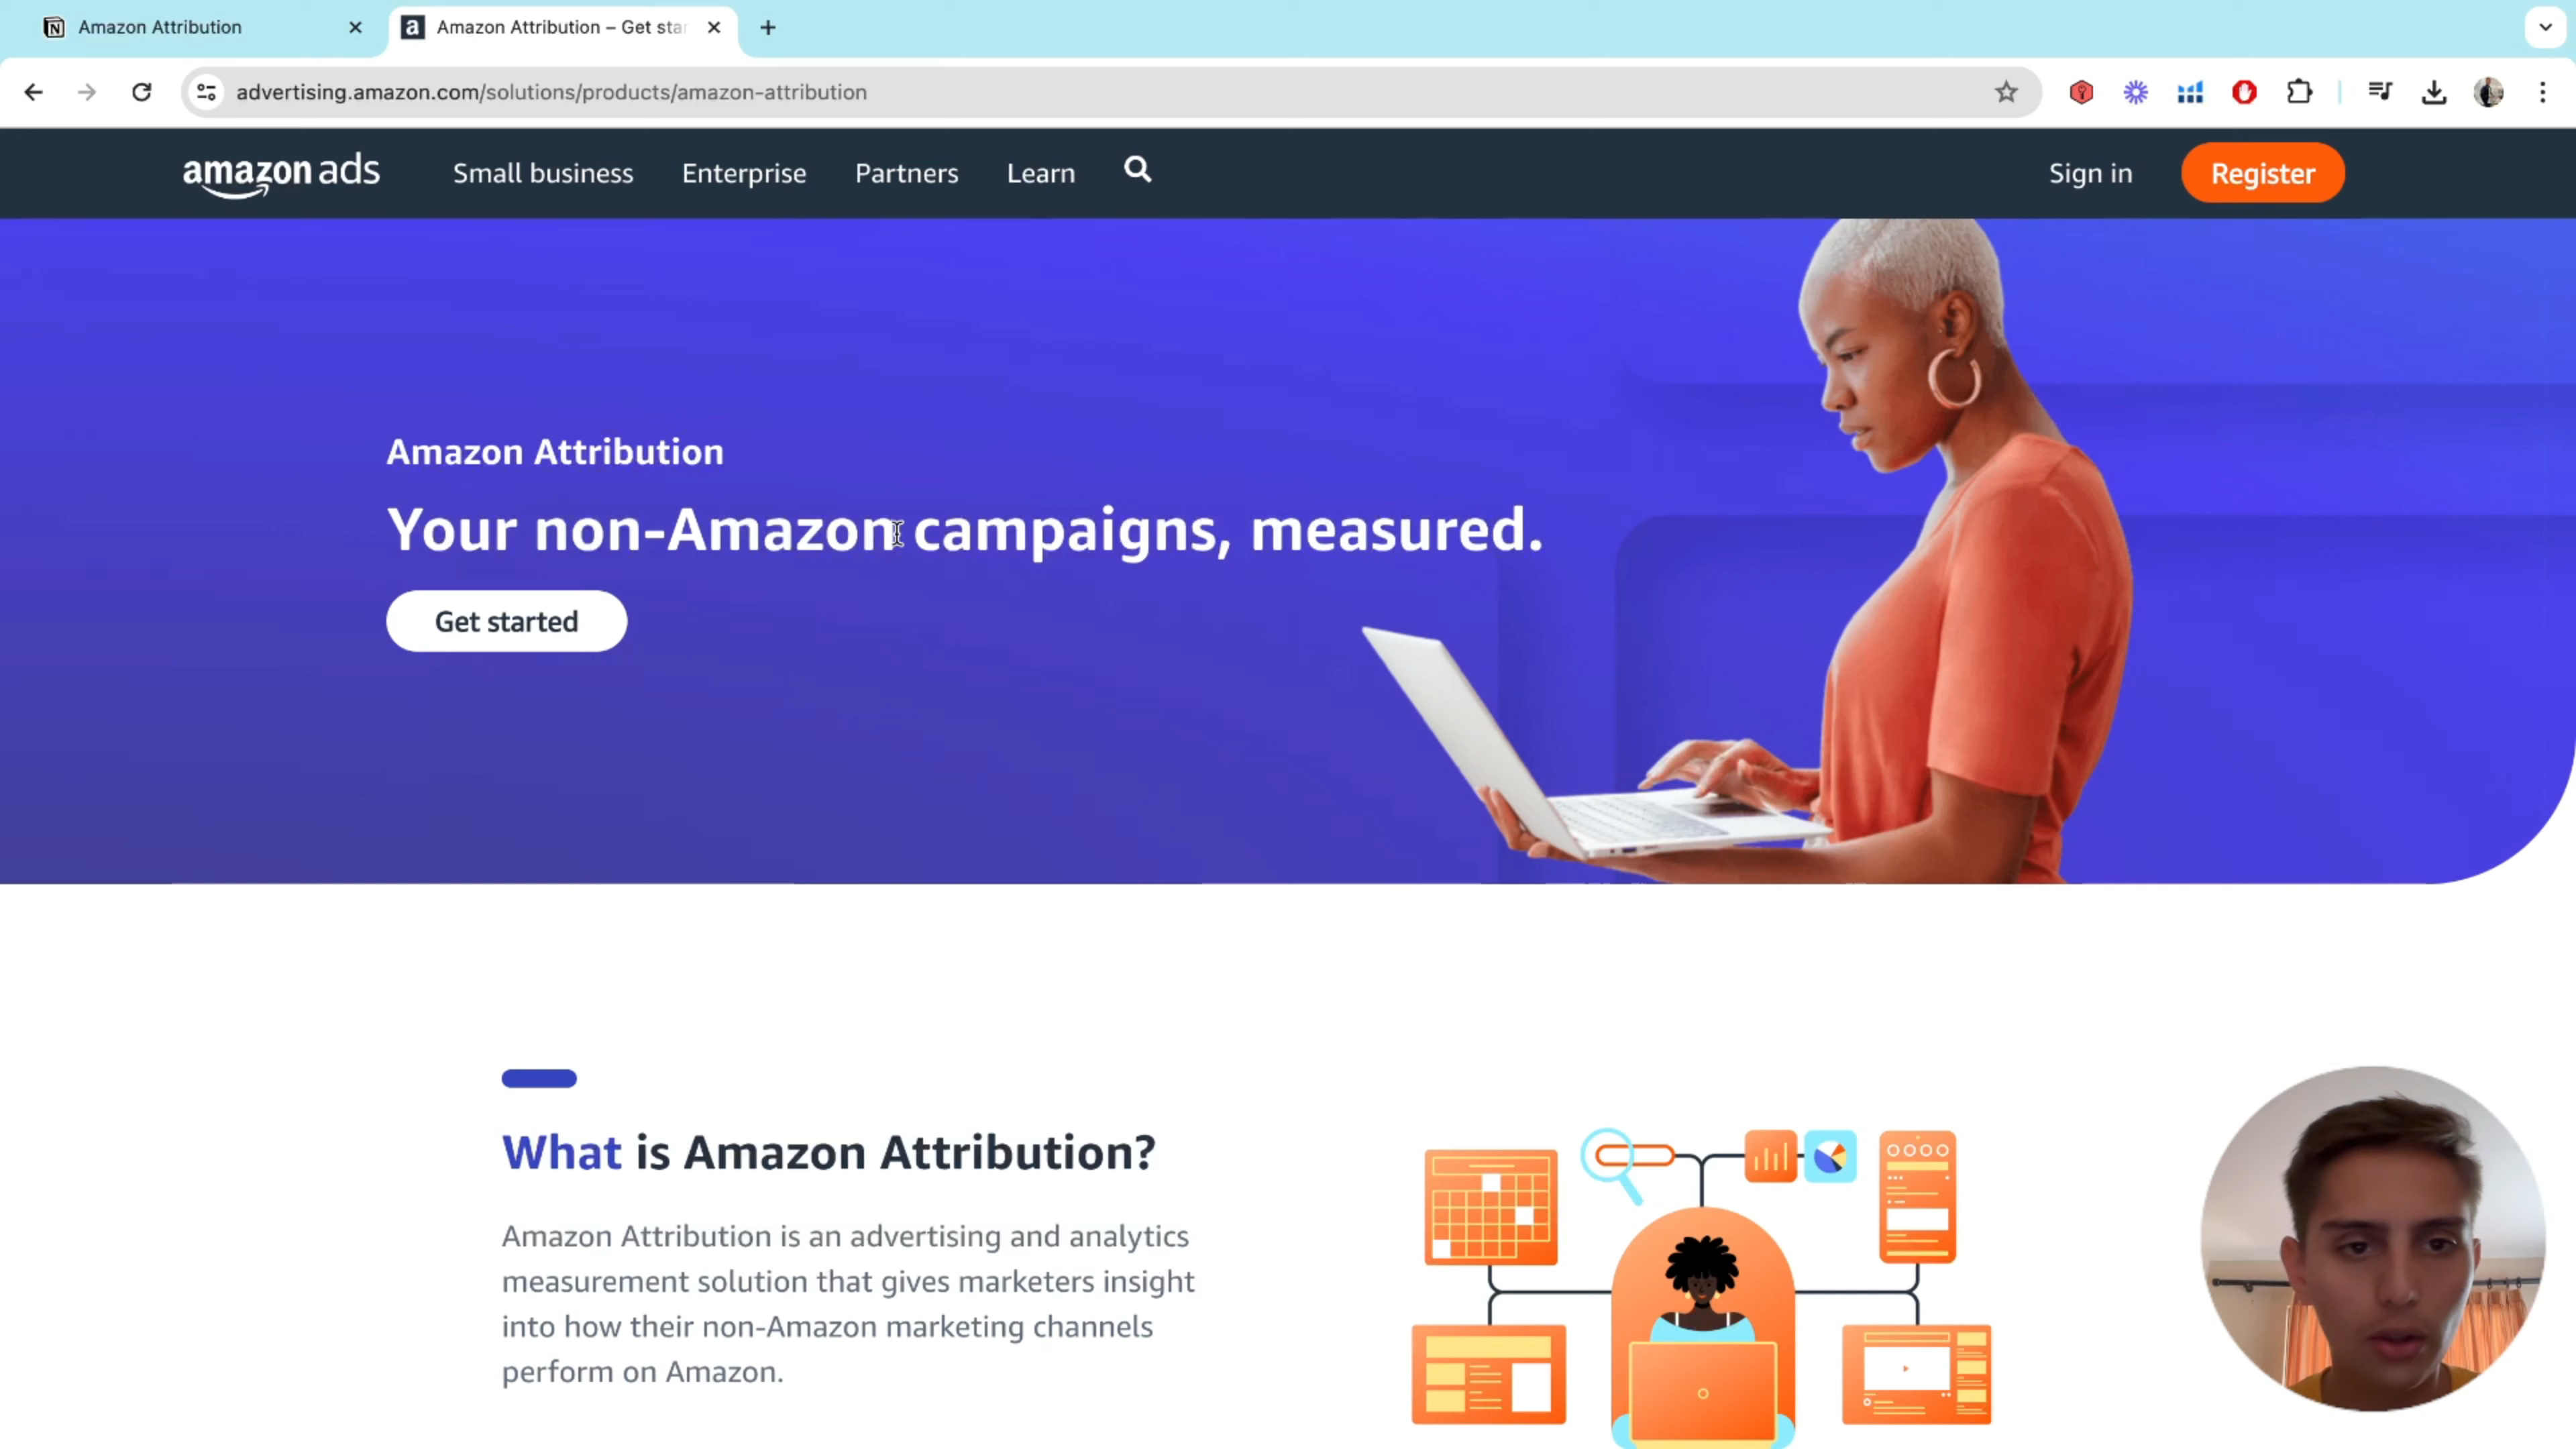 Amazon Attribution
Amazon Attribution – Get star
advertising.amazon.com/solutions/products/amazon-attribution
amazon ads
Small business
Enterprise
Partners
Learn
Sign in
Register
Amazon Attribution
Your non-Amazon campaigns, measured.
Get started
What is Amazon Attribution?
Amazon Attribution is an advertising and analytics
measurement solution that gives marketers insight
into how their non-Amazon marketing channels
perform on Amazon.